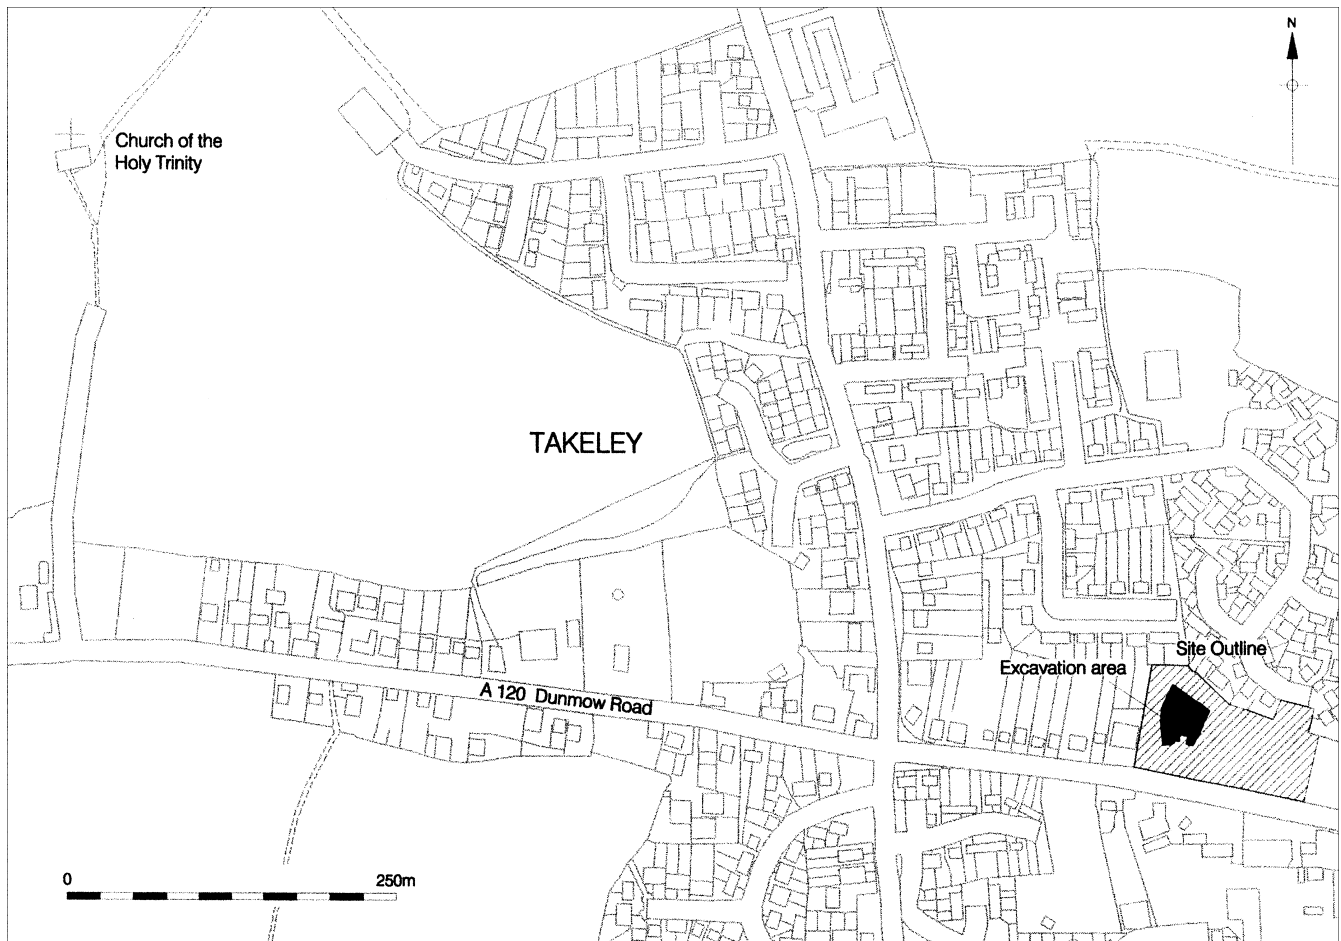 N
Church of the
Holy Trinity
TAKELEY
Site Outline
Excavation area
A 120 Dunmow Road
0 250m